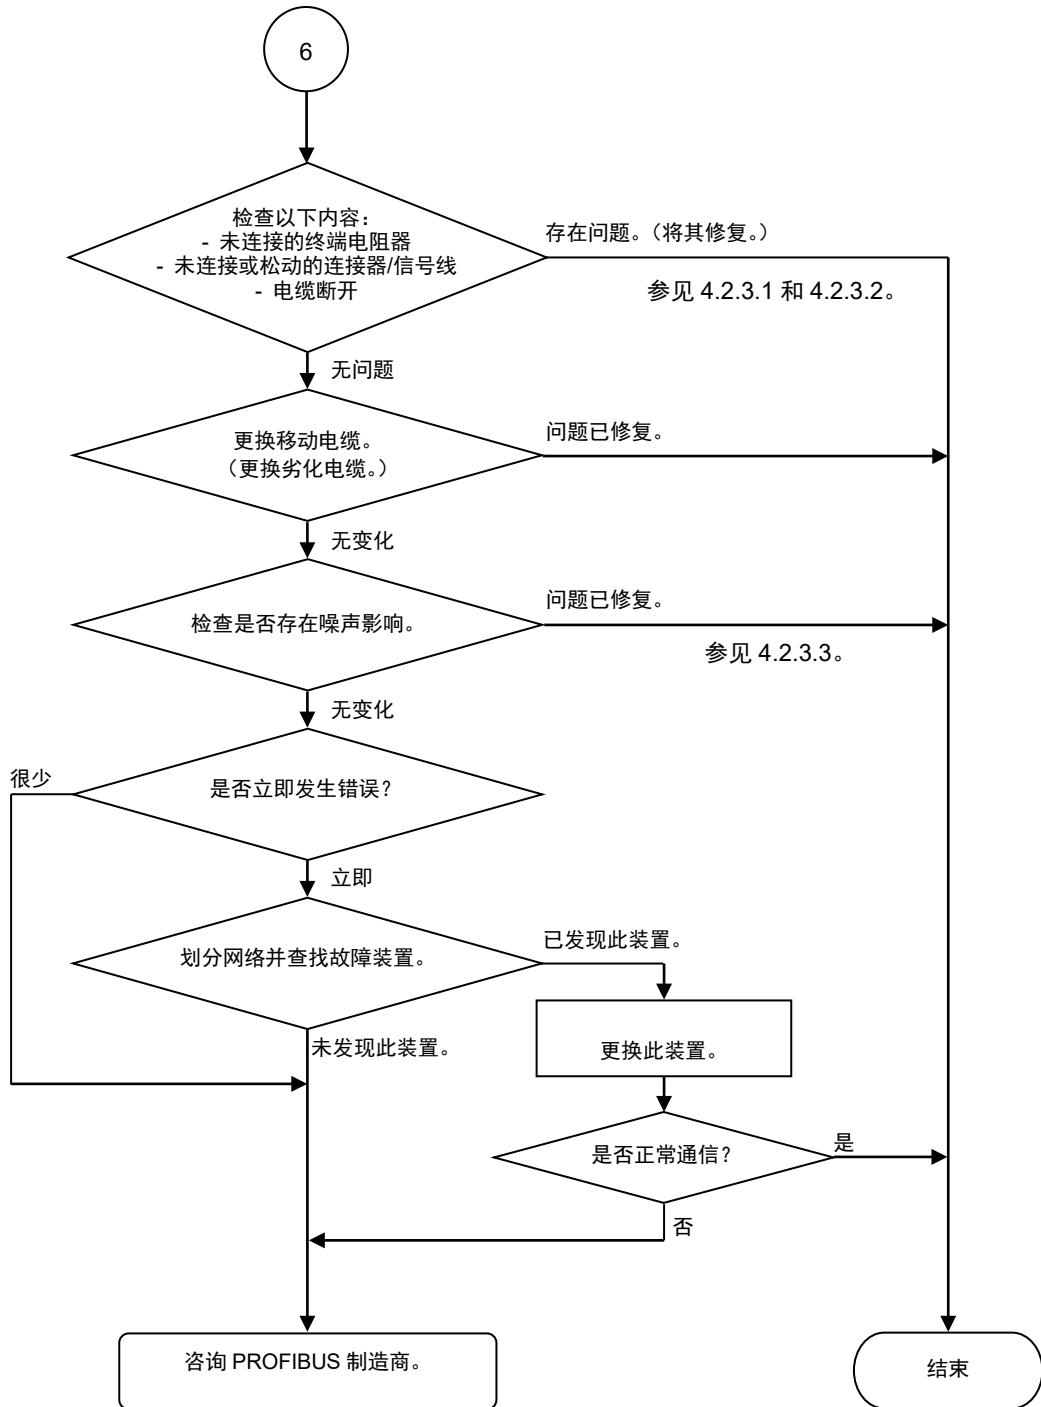 6
检查以下内容：
- 未连接的终端电阻器
- 未连接或松动的连接器/信号线
- 电缆断开
存在问题。（将其修复。）
参见 4.2.3.1 和 4.2.3.2。
无问题
更换移动电缆。
（更换劣化电缆。）
问题已修复。
无变化
检查是否存在噪声影响。
问题已修复。
参见 4.2.3.3。
无变化
很少
是否立即发生错误？
立即
划分网络并查找故障装置。
已发现此装置。
未发现此装置。
更换此装置。
是否正常通信？
是
否
咨询 PROFIBUS 制造商。
结束